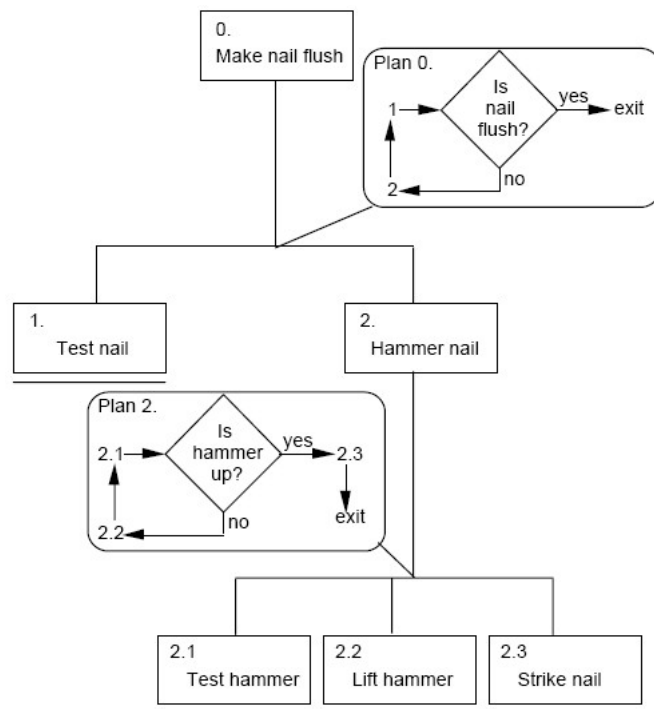 0.
Make nail flush
Plan 0.
Is
nail
flush?
1
yes
exit
no
2
1.
Test nail
2.
Hammer nail
Plan 2.
Is
hammer
up?
2.1
yes
2.3
no
exit
2.2
2.1
Test hammer
2.2
Lift hammer
2.3
Strike nail